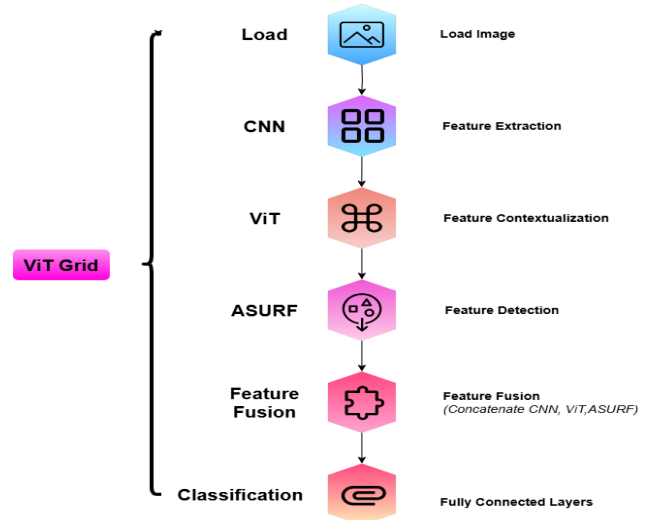 Load
Load Image
CNN
Feature Extraction
ViT
Feature Contextualization
ViT Grid
ASURF
Feature Detection
Feature
Fusion
Feature Fusion
(Concatenate CNN, ViT,ASURF)
Classification
Fully Connected Layers